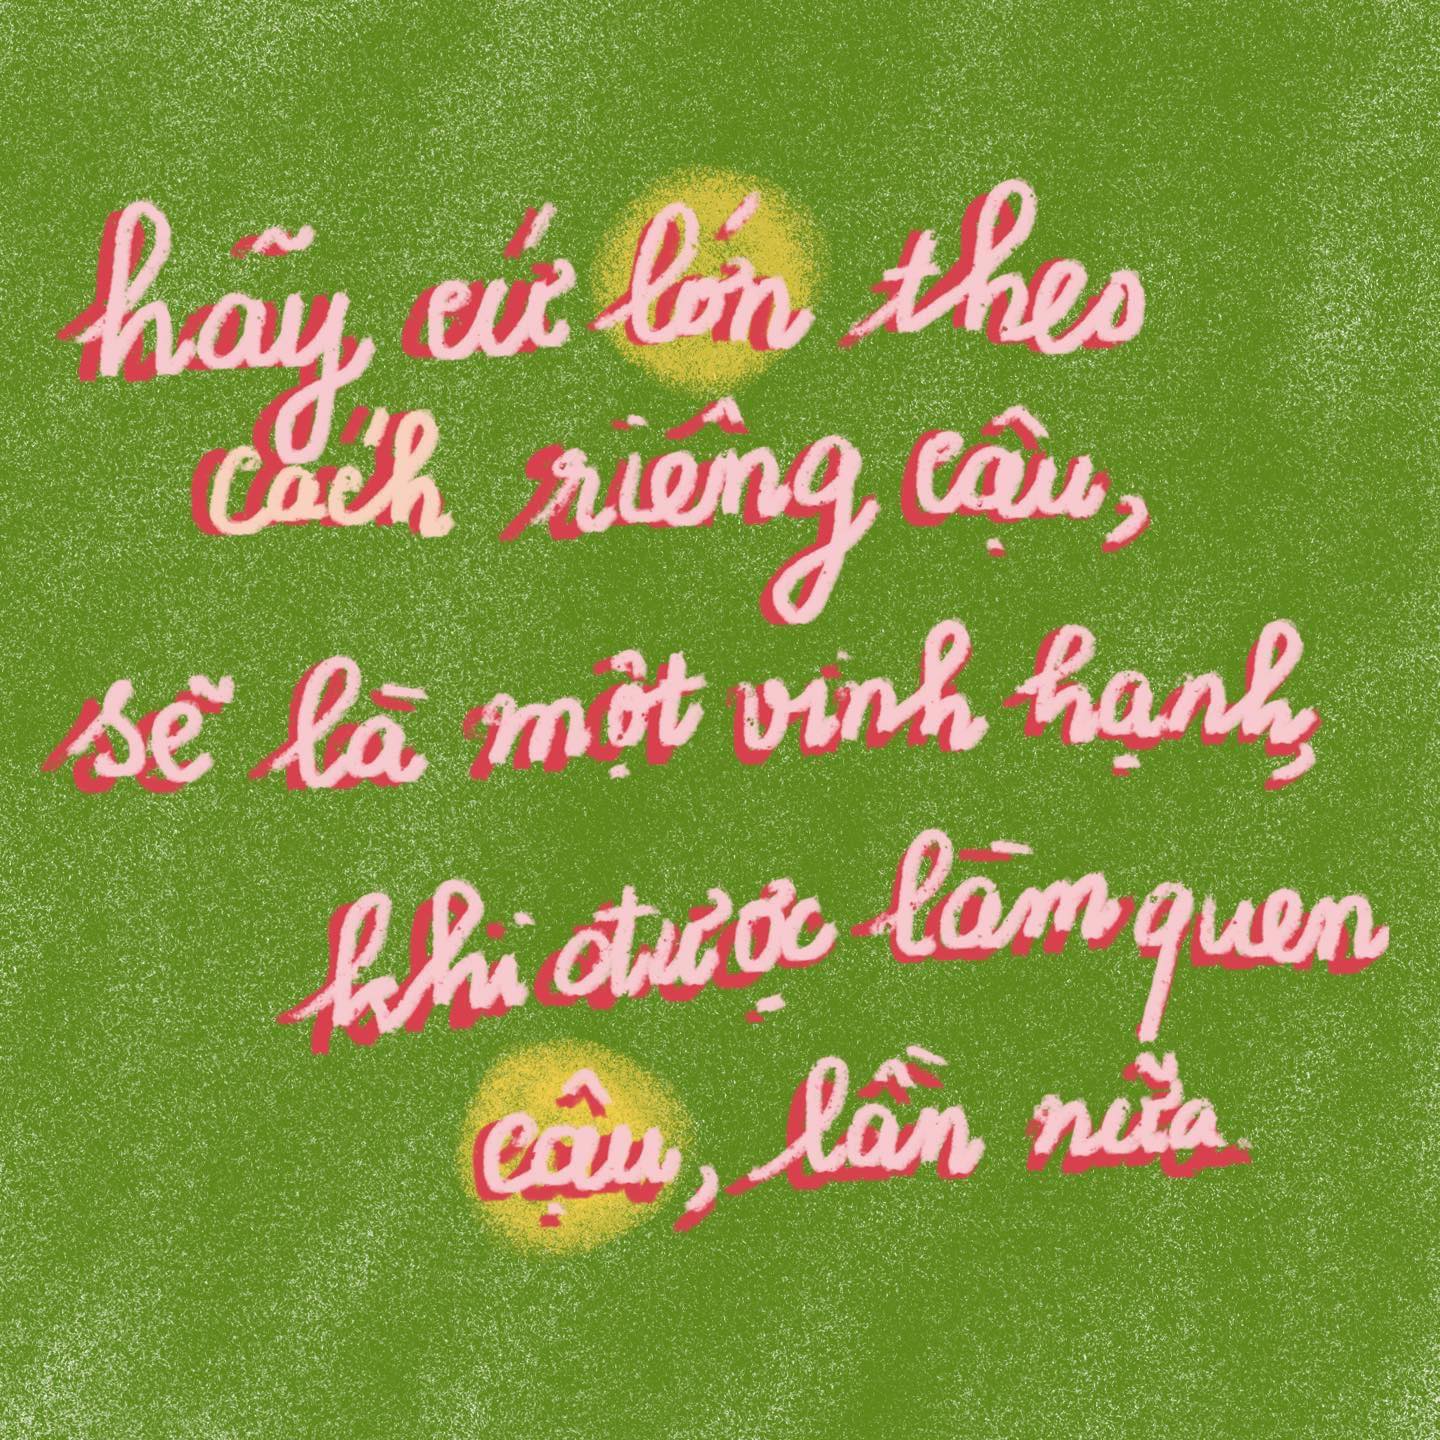 hãy cứ lớn theo
cách riêng cậu,
sẽ là một vinh hạnh,
khi được làm quen
cậu, lần nữa